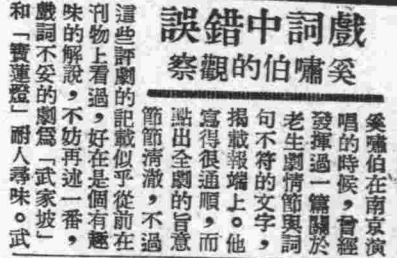 戲詞中錯誤
奚嘯伯的觀察
奚嘯伯在南京演
唱的時候，曾經
發揮過一篇關於
老生劇情與詞
句不符的文字，
揭載報端上。他
寫得很通順，而
點出全劇的旨意
節節清澈，不過
這些評劇的記載似乎從前在
刊物上看過，好在是個有趣
味的解說，不妨再述一番，
戲詞不妥的劇爲「武家坡」
和「寶蓮燈」耐人尋味。武